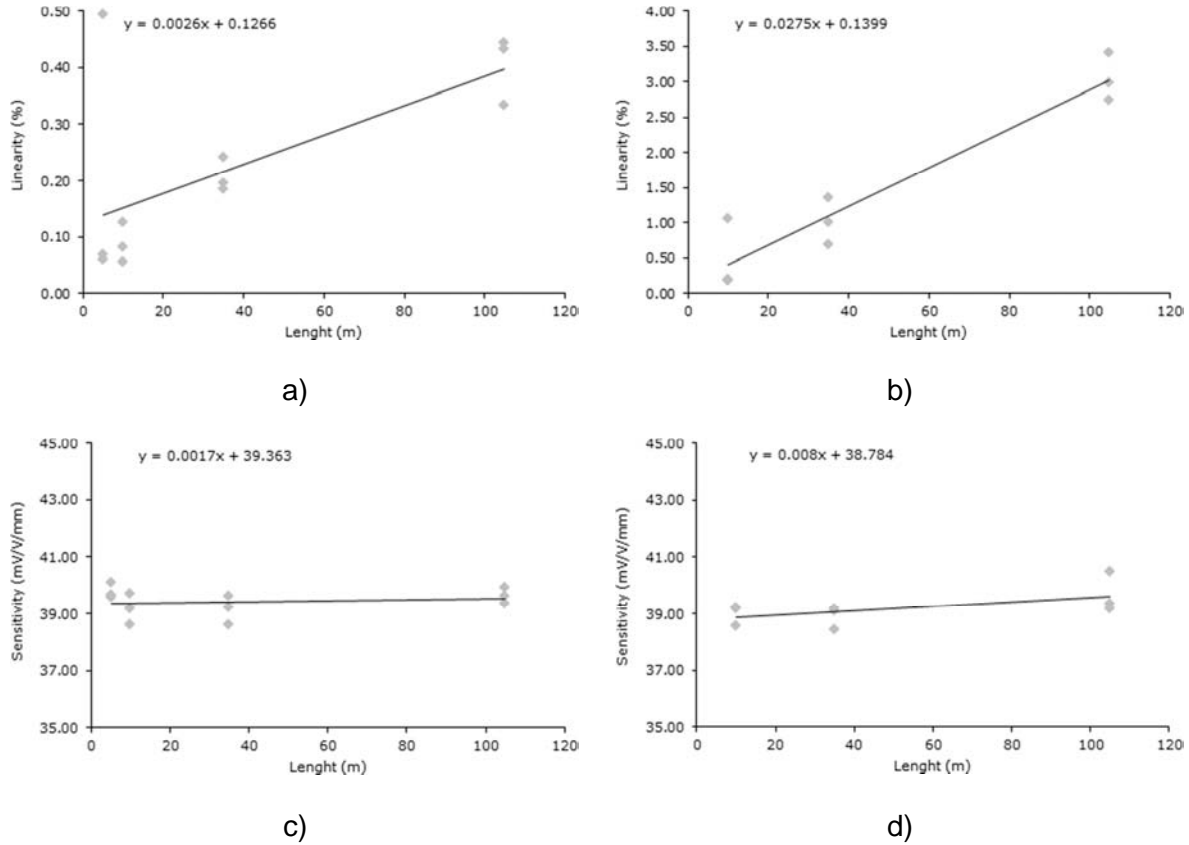 y = 0.0026x + 0.1266
Linearity (%)
0.50
0.40
0.30
0.20
0.10
0.00
0 20 40 60 80 100 120
Lenght (m)
a)
y = 0.0275x + 0.1399
Linearity (%)
4.00
3.50
3.00
2.50
2.00
1.50
1.00
0.50
0.00
0 20 40 60 80 100 120
Lenght (m)
b)
y = 0.0017x + 39.363
Sensitivity (mV/V/mm)
45.00
43.00
41.00
39.00
37.00
35.00
0 20 40 60 80 100 120
Lenght (m)
c)
y = 0.008x + 38.784
Sensitivity (mV/V/mm)
45.00
43.00
41.00
39.00
37.00
35.00
0 20 40 60 80 100 120
Lenght (m)
d)